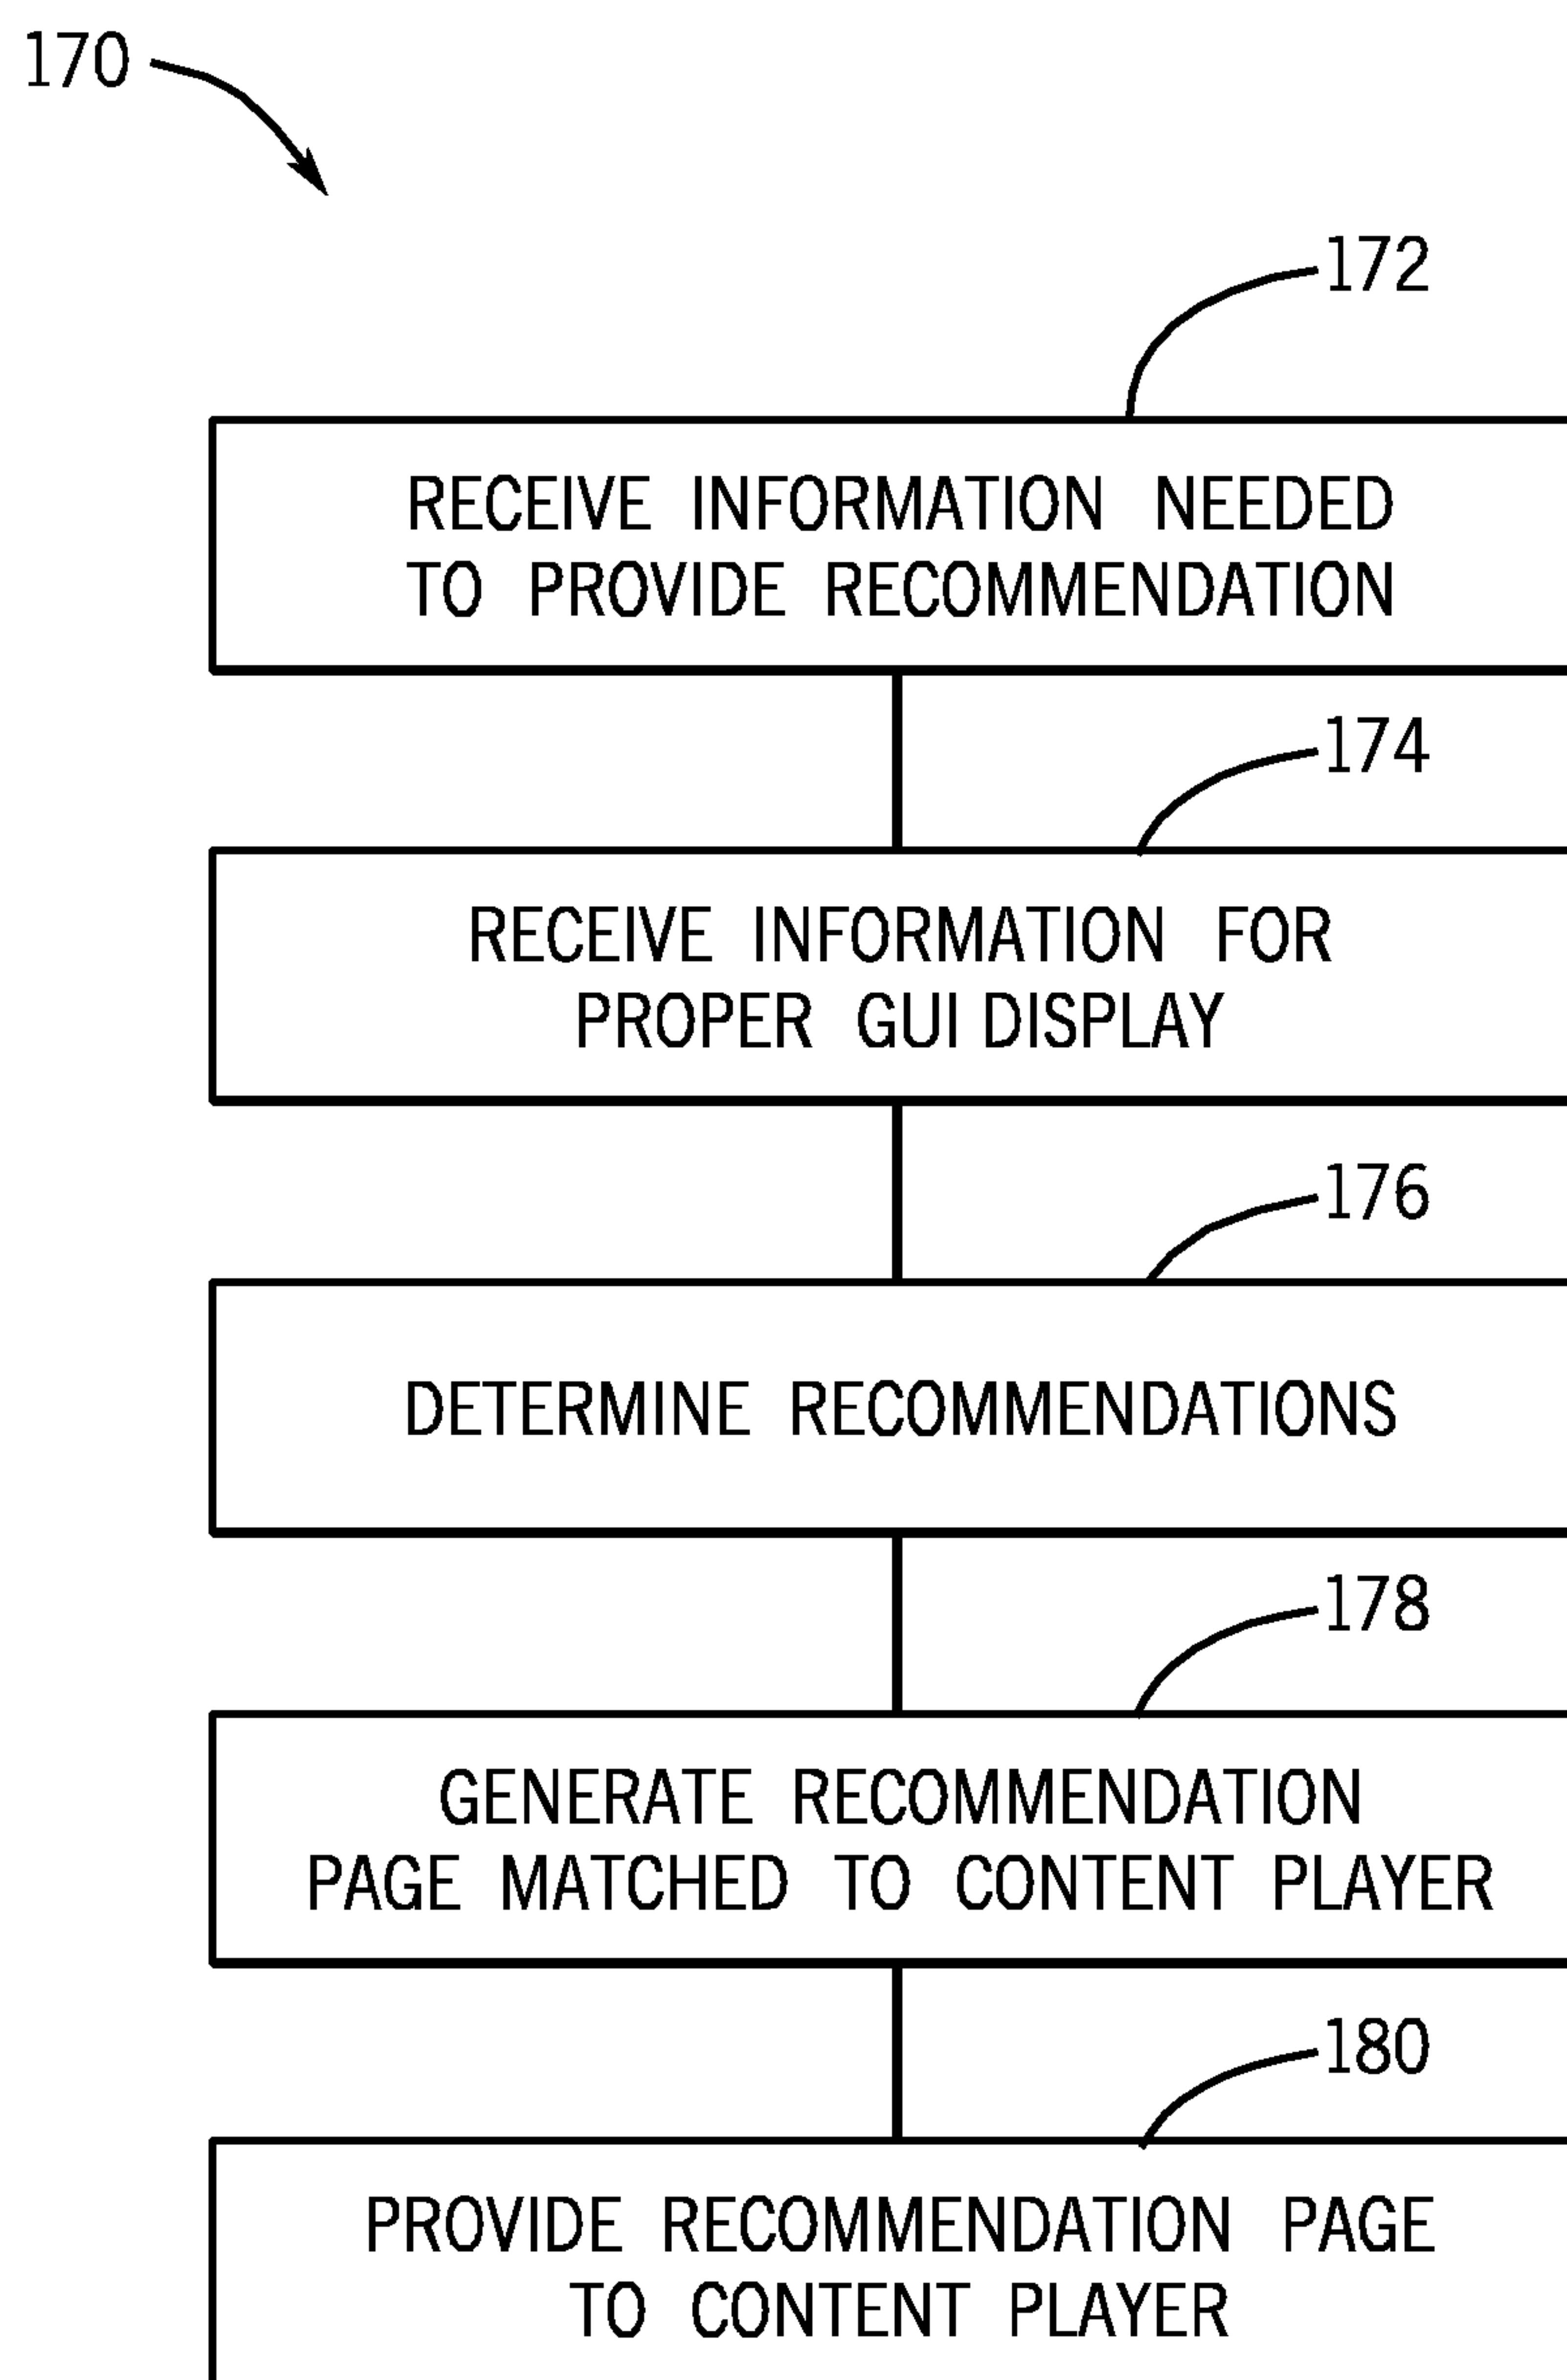 170
172
RECEIVE INFORMATION NEEDED
TO PROVIDE RECOMMENDATION
174
RECEIVE INFORMATION FOR
PROPER GUI DISPLAY
176
DETERMINE RECOMMENDATIONS
178
GENERATE RECOMMENDATION
PAGE MATCHED TO CONTENT PLAYER
180
PROVIDE RECOMMENDATION PAGE
TO CONTENT PLAYER